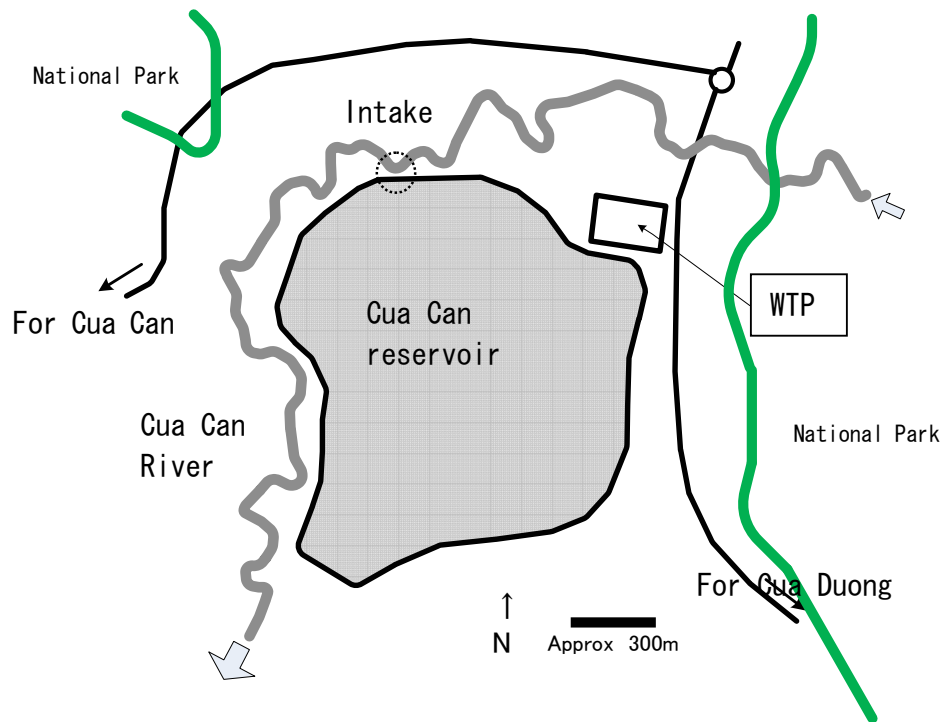 National Park
Intake
WTP
For Cua Can
Cua Can
reservoir
Cua Can
River
National Park
For Cua Duong
↑
N
Approx 300m